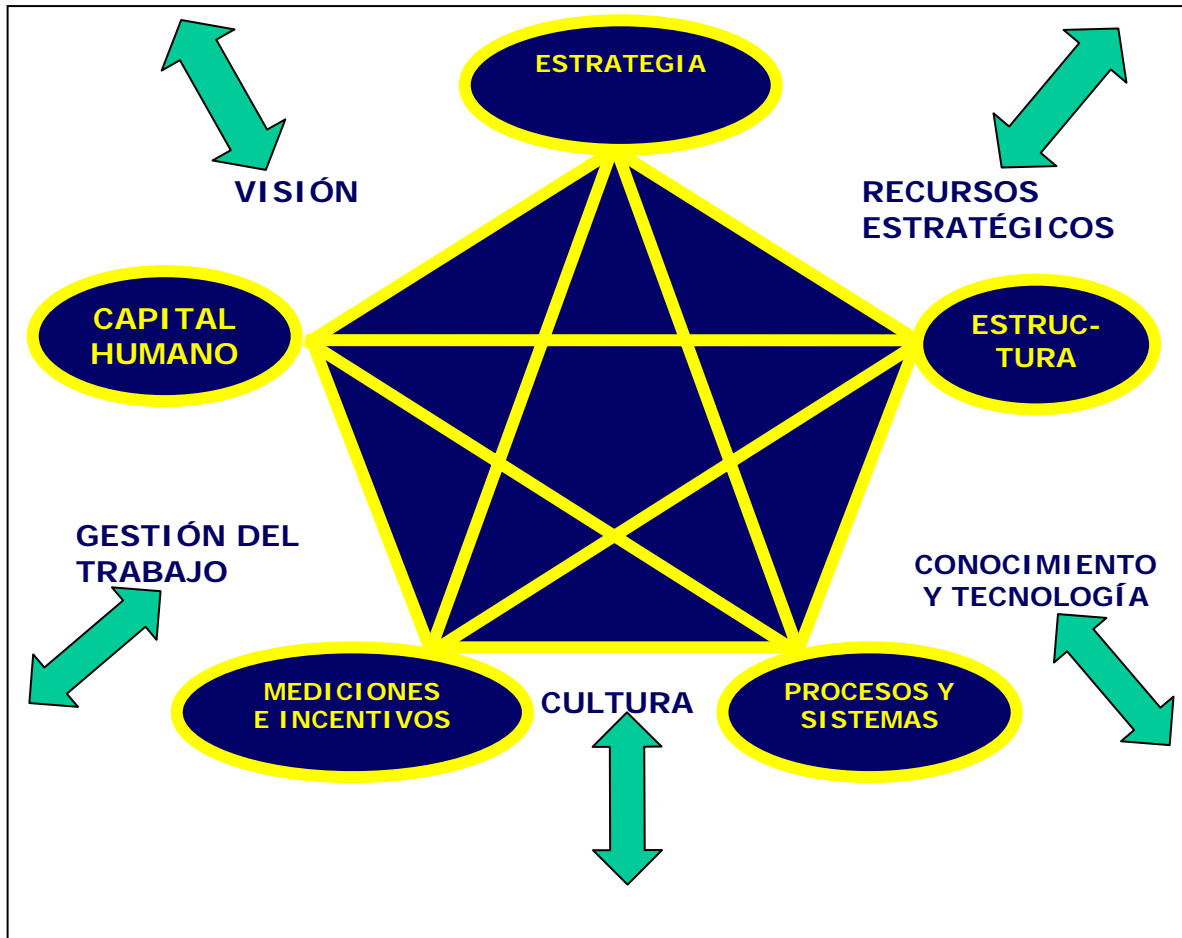 ESTRATEGIA
VISIÓN
RECURSOS
ESTRATÉGICOS
CAPITAL
HUMANO
ESTRUC-
TURA
GESTIÓN DEL
TRABAJO
CONOCIMIENTO
Y TECNOLOGÍA
MEDICIONES
E INCENTIVOS
CULTURA
PROCESOS Y
SISTEMAS